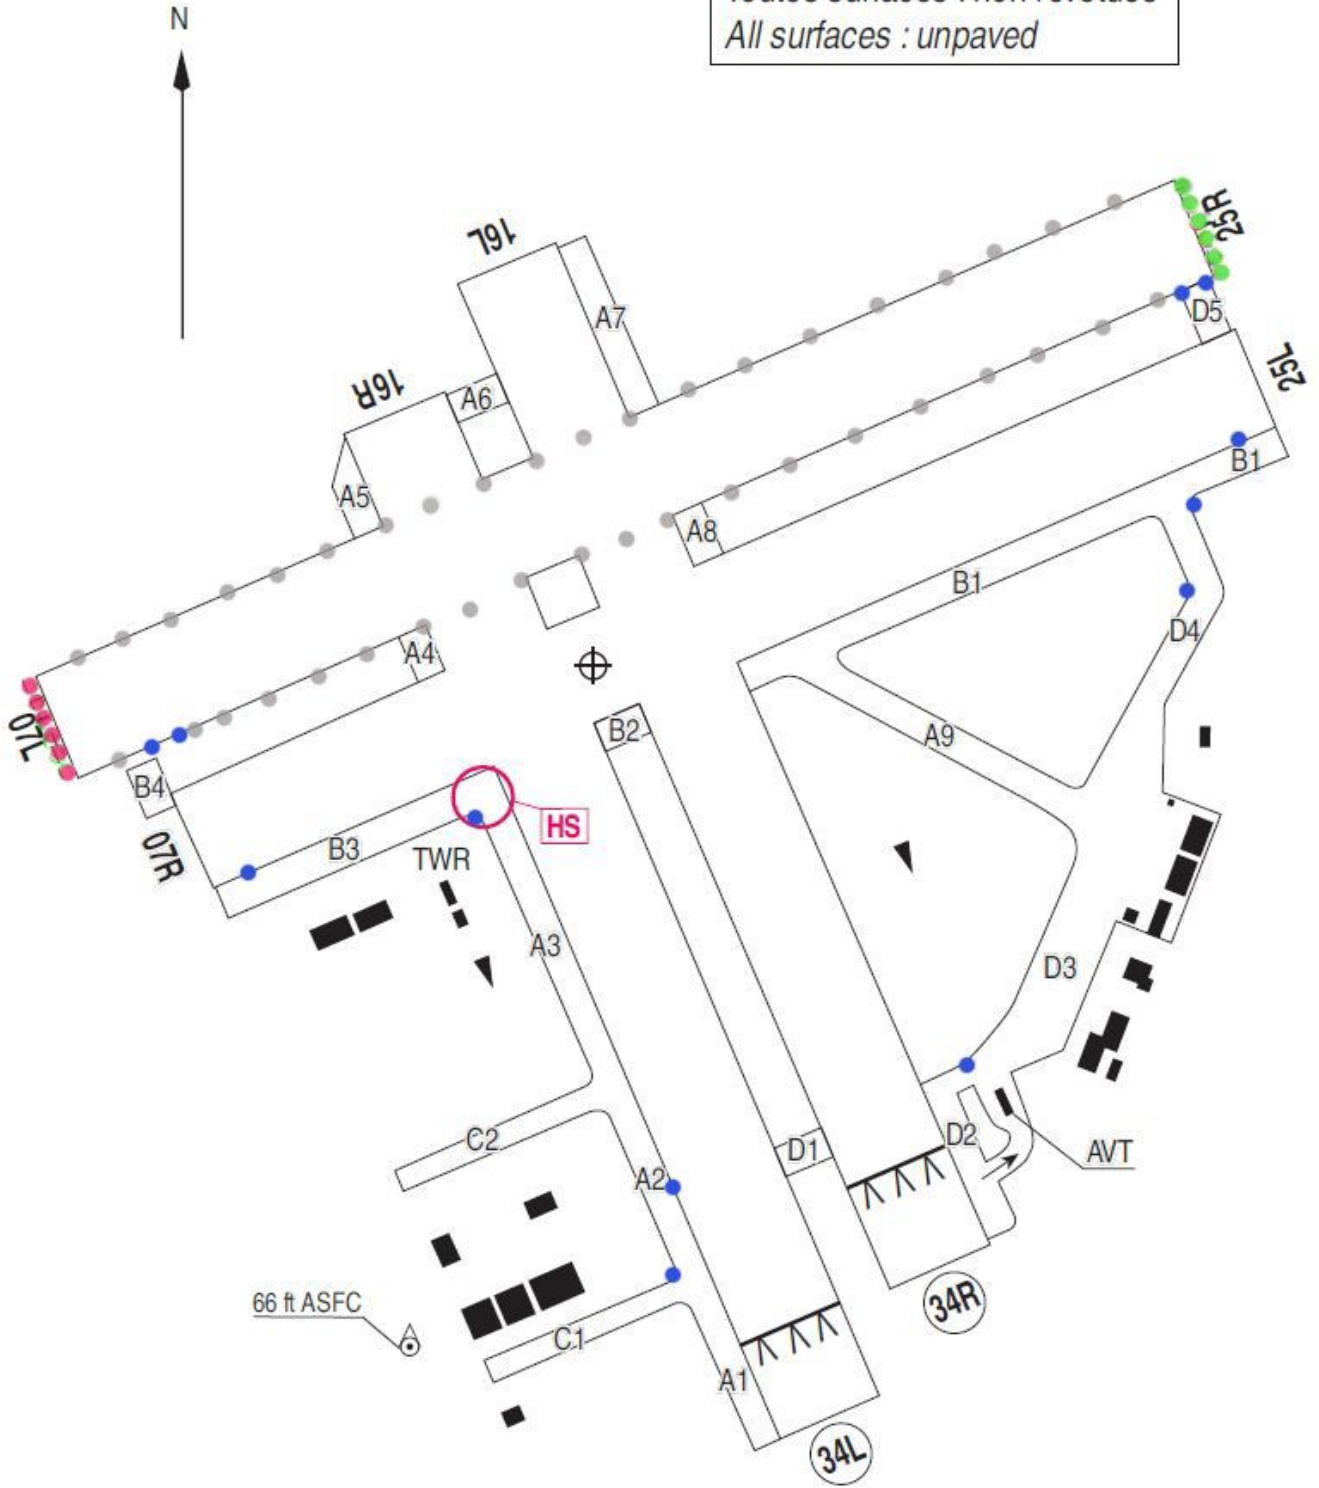 All surfaces : unpaved
N
25R
16L
A7
D5
25L
16R
A6
A5
B1
A8
B1
D4
A4
B2
A9
07L
B4
HS
B3
TWR
07R
A3
D3
C2
D1
D2
AVT
A2
66 ft ASFC
34R
C1
A1
34L